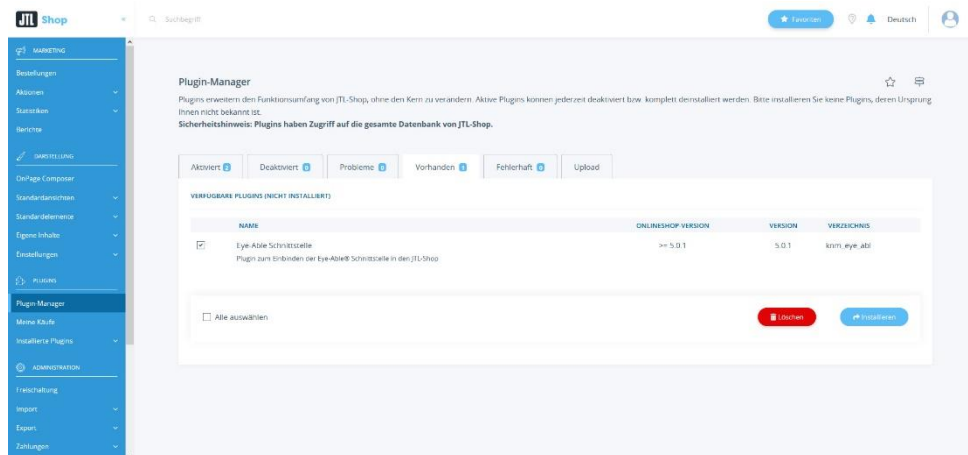 JTL Shop
Suchbegriff
Favoriten
Deutsch
MARKETING
Bestellungen
Aktionen
Statistiken
Berichte
DARSTELLUNG
OnPage Composer
Standardansichten
Standardelemente
Eigene Inhalte
Einstellungen
PLUGINS
Plugin-Manager
Meine Käufe
Installierte Plugins
ADMINISTRATION
Freischaltung
Import
Export
Zahlungen
Plugin-Manager
Plugins erweitern den Funktionsumfang von JTL-Shop, ohne den Kern zu verändern. Aktive Plugins können jederzeit deaktiviert bzw. komplett deinstalliert werden. Bitte installieren Sie keine Plugins, deren Ursprung
Ihnen nicht bekannt ist.
Sicherheitshinweis: Plugins haben Zugriff auf die gesamte Datenbank von JTL-Shop.
Aktiviert 2 Deaktiviert 0 Probleme 0 Vorhanden 1 Fehlerhaft 0 Upload
VERFÜGBARE PLUGINS (NICHT INSTALLIERT)
NAME ONLINESHOP-VERSION VERSION VERZEICHNIS
Eye-Able Schnittstelle >= 5.0.1 5.0.1 knm_eye_abl
Plugin zum Einbinden der Eye-Able® Schnittstelle in den JTL-Shop
Alle auswählen Löschen Installieren